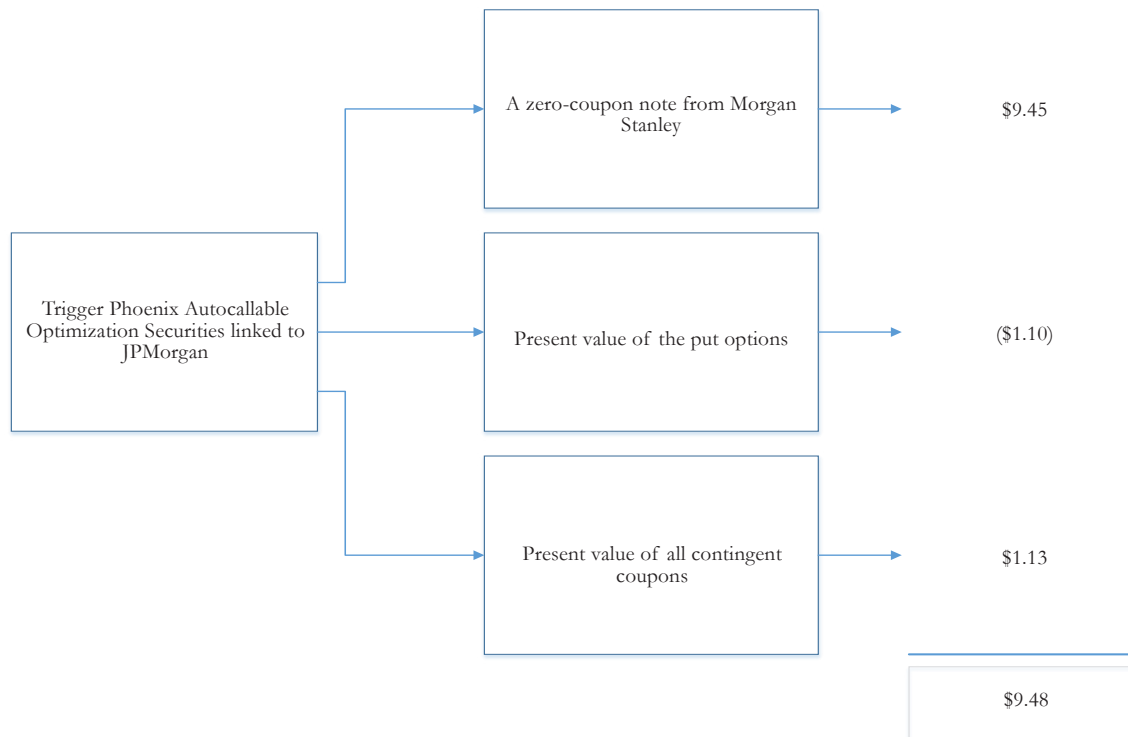 A zero-coupon note from Morgan
Stanley
$9.45
Trigger Phoenix Autocallable
Optimization Securities linked to
JPMorgan
Present value of the put options
($1.10)
Present value of all contingent
coupons
$1.13
$9.48